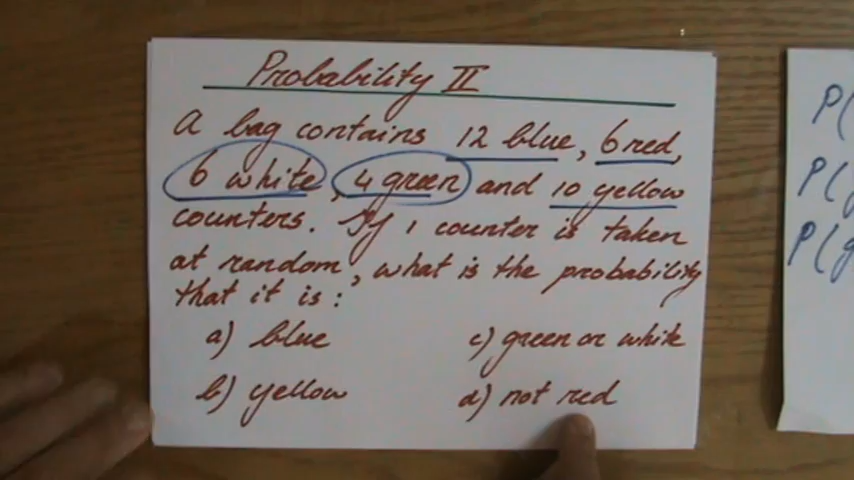 Probability II
A bag contains 12 blue, 6 red,
6 white, 4 green and 10 yellow
counters. If 1 counter is taken
at random, what is the probability
that it is:
a) blue
b) yellow
c) green or white
d) not red
P(
P(
P(g